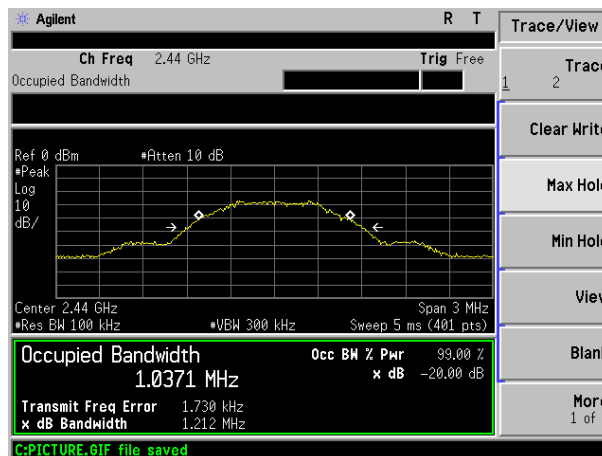 Agilent R T
Trace/View
Ch Freq 2.44 GHz Trig Free
Occupied Bandwidth
Trace
1 2
Clear Write
Max Hold
Min Hold
View
Blank
More
1 of
Ref 0 dBm #Atten 10 dB
#Peak
Log
10
dB/
Center 2.44 GHz Span 3 MHz
#Res BW 100 kHz #VBW 300 kHz Sweep 5 ms (401 pts)
Occupied Bandwidth
1.0371 MHz
Occ BW % Pwr 99.00 %
x dB -20.00 dB
Transmit Freq Error 1.730 kHz
x dB Bandwidth 1.212 MHz
C:PICTURE.GIF file saved